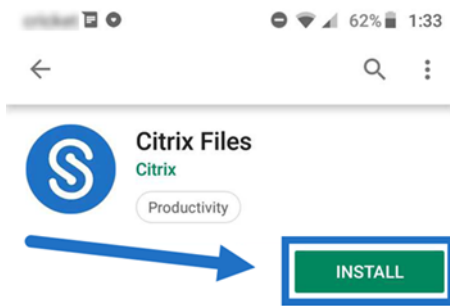 62% 1:33
Citrix Files
Citrix
Productivity
INSTALL